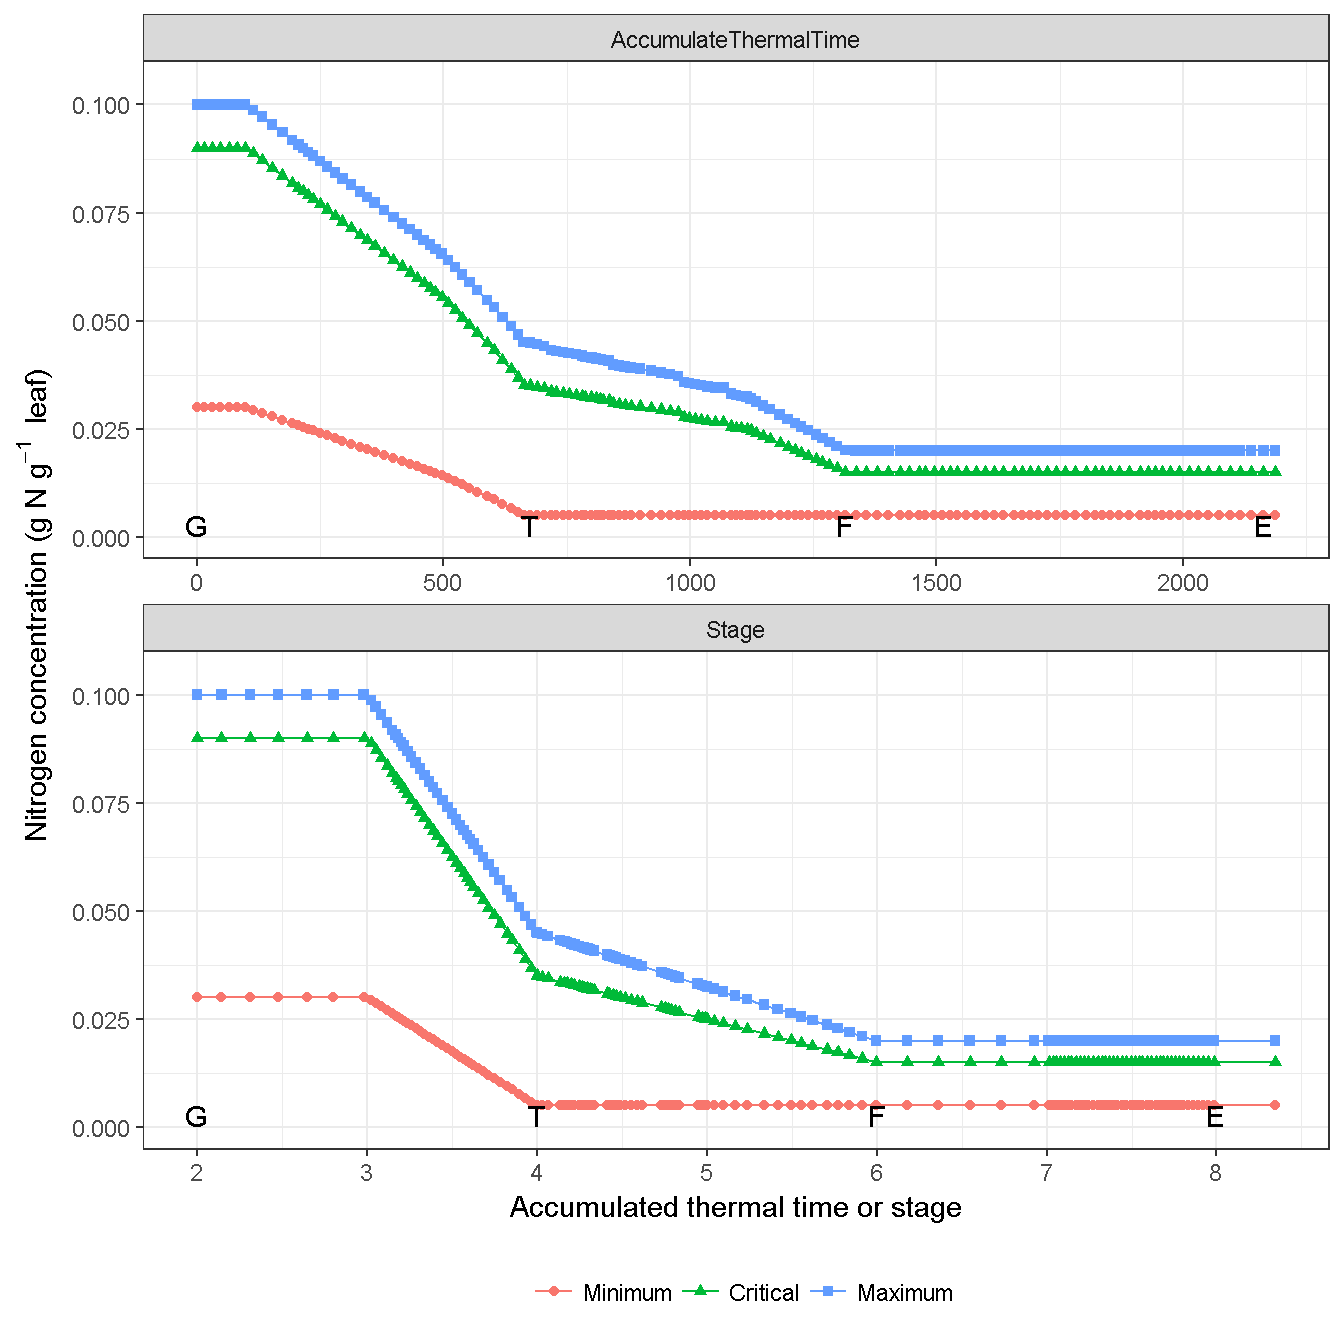 AccumulateThermalTime
0.100
0.075
0.050
0.025
0.000
G T F E
0 500 1000 1500 2000
Nitrogen concentration (g N g⁻¹ leaf)
Stage
0.100
0.075
0.050
0.025
0.000
G T F E
2 3 4 5 6 7 8
Accumulated thermal time or stage
Minimum Critical Maximum